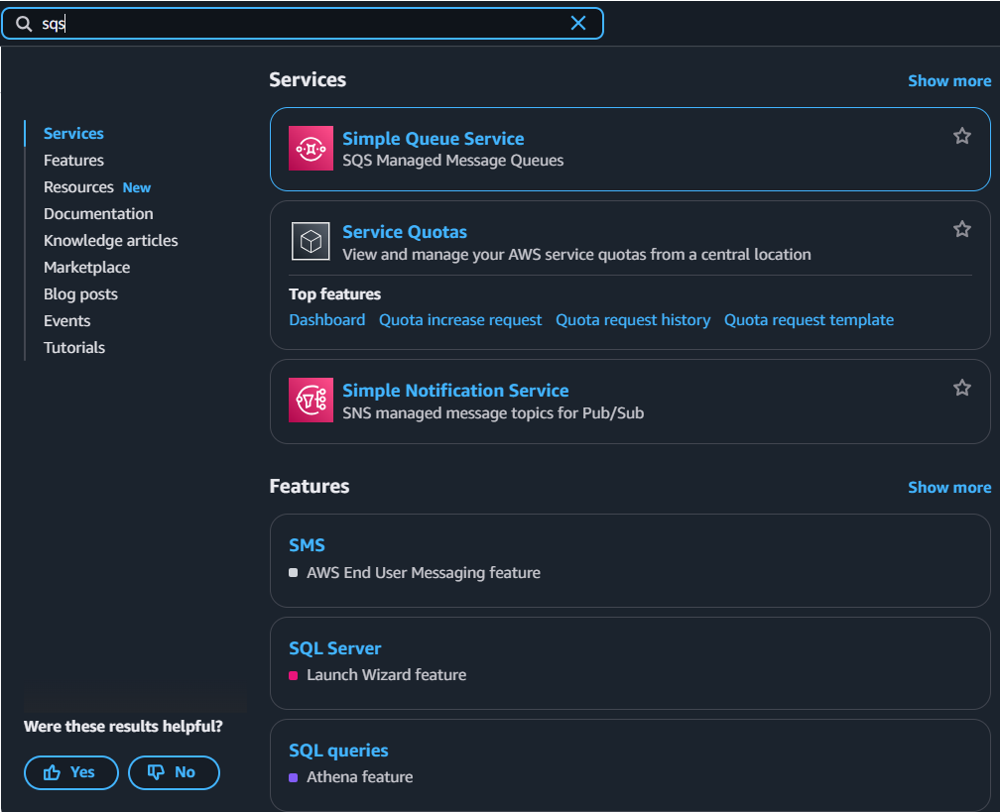 sqs
Services
Features
Resources New
Documentation
Knowledge articles
Marketplace
Blog posts
Events
Tutorials
Were these results helpful?
Yes No
Services Show more
Simple Queue Service
SQS Managed Message Queues
Service Quotas
View and manage your AWS service quotas from a central location
Top features
Dashboard Quota increase request Quota request history Quota request template
Simple Notification Service
SNS managed message topics for Pub/Sub
Features Show more
SMS
AWS End User Messaging feature
SQL Server
Launch Wizard feature
SQL queries
Athena feature